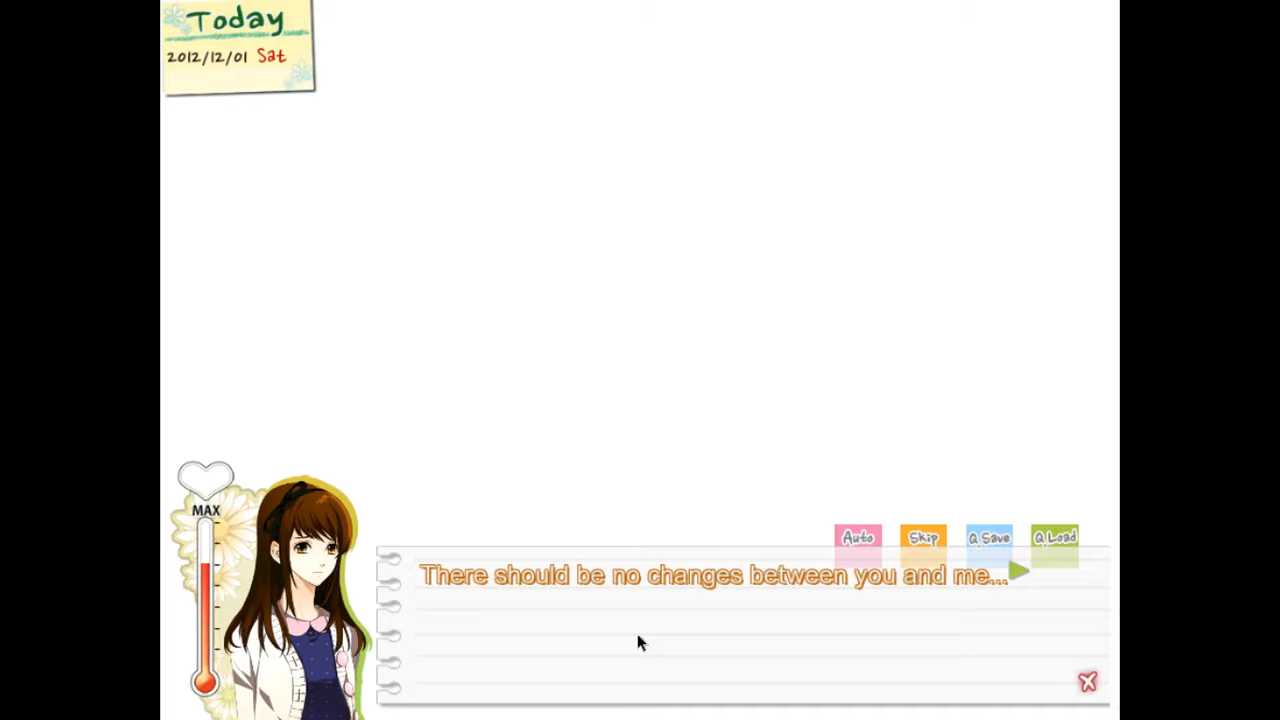 Today
2012/12/01 Sat
MAX
Auto Skip Q.Save Q.Load
There should be no changes between you and me...